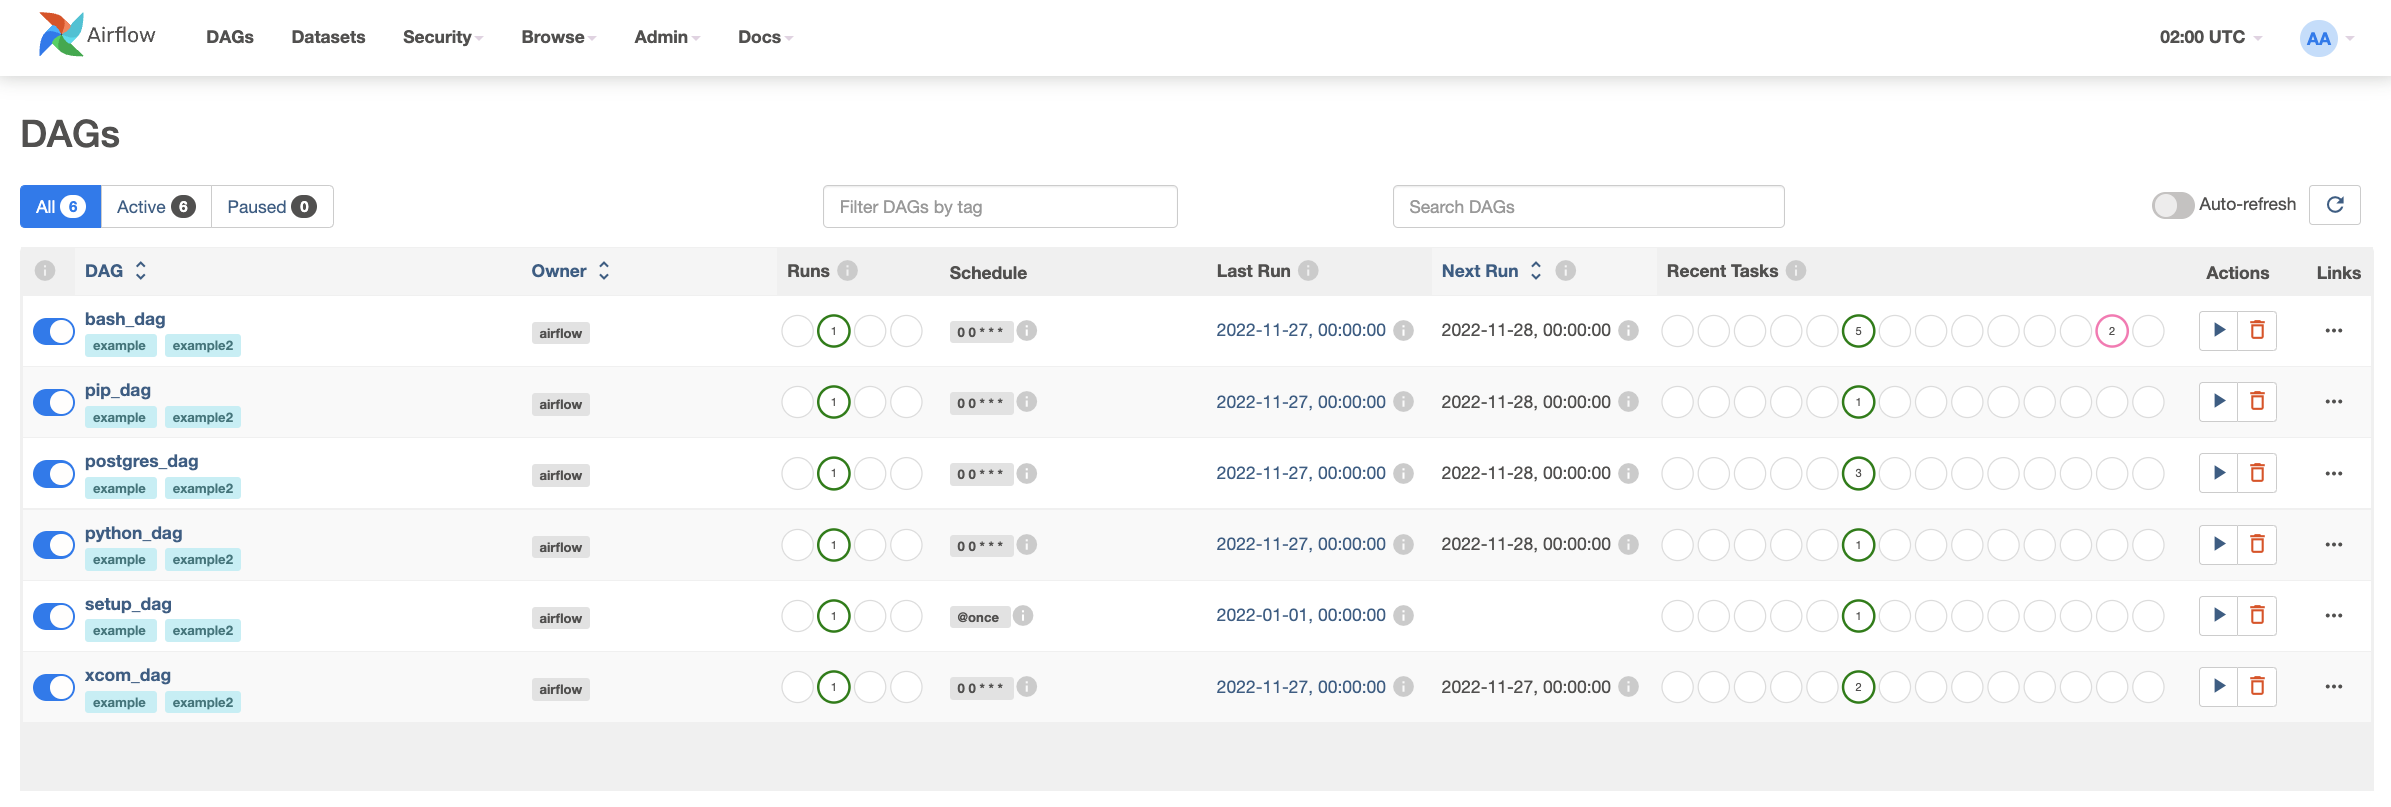 Airflow DAGs Datasets Security Browse Admin Docs 02:00 UTC AA
DAGs
All 6 Active 6 Paused 0 Filter DAGs by tag Search DAGs Auto-refresh
DAG Owner Runs Schedule Last Run Next Run Recent Tasks Actions Links
bash_dag
example example2 airflow 1 0 0 * * * 2022-11-27, 00:00:00 2022-11-28, 00:00:00 5 2
pip_dag
example example2 airflow 1 0 0 * * * 2022-11-27, 00:00:00 2022-11-28, 00:00:00 1
postgres_dag
example example2 airflow 1 0 0 * * * 2022-11-27, 00:00:00 2022-11-28, 00:00:00 3
python_dag
example example2 airflow 1 0 0 * * * 2022-11-27, 00:00:00 2022-11-28, 00:00:00 1
setup_dag
example example2 airflow 1 @once 2022-01-01, 00:00:00 1
xcom_dag
example example2 airflow 1 0 0 * * * 2022-11-27, 00:00:00 2022-11-27, 00:00:00 2